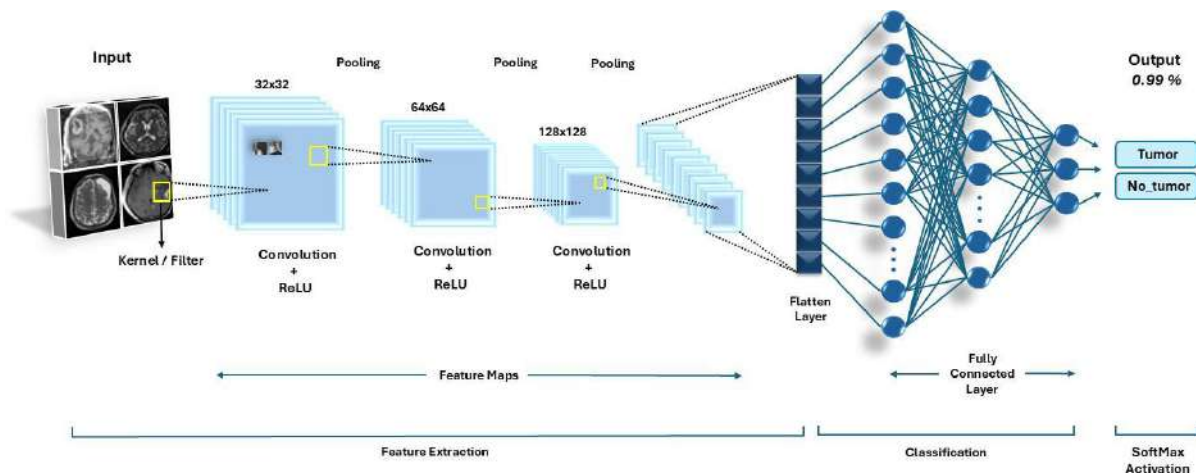 Input
Pooling
Pooling
Pooling
Output
0.99 %
32x32
64x64
128x128
Tumor
No_tumor
Kernel / Filter
Convolution
+
ReLU
Convolution
+
ReLU
Convolution
+
ReLU
Flatten
Layer
Feature Maps
Fully
Connected
Layer
Feature Extraction
Classification
SoftMax
Activation